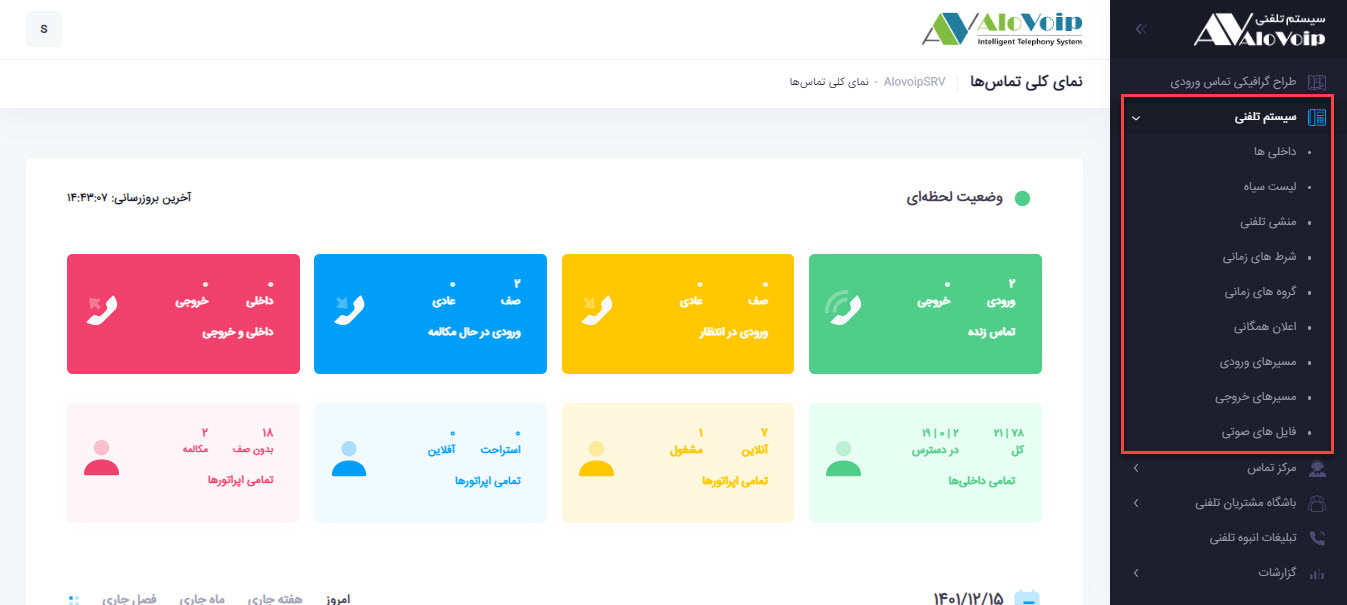 سیستم تلفنی
AloVoip
طراح گرافیکی تماس ورودی
سیستم تلفنی
داخلی ها
لیست سیاه
منشی تلفنی
شرط های زمانی
گروه های زمانی
اعلان همگانی
مسیرهای ورودی
مسیرهای خروجی
فایل های صوتی
مرکز تماس
باشگاه مشتریان تلفنی
تبلیغات انبوه تلفنی
گزارشات
AloVoip
Intelligent Telephony System
S
نمای کلی تماس‌ها
AlovoipSRV - نمای کلی تماس‌ها
وضعیت لحظه‌ای
آخرین بروزرسانی: ۱۴:۴۳:۰۷
۲ ۰
ورودی خروجی
تماس زنده
۰ ۰
صف عادی
ورودی در انتظار
۲ ۰
صف عادی
ورودی در حال مکالمه
۰ ۰
داخلی خروجی
داخلی و خروجی
۷۸ | ۲۱ ۲ | ۰ | ۱۹
کل در دسترس
تمامی داخلی‌ها
۷ ۱
آنلاین مشغول
تمامی اپراتورها
۰ ۰
استراحت آفلاین
تمامی اپراتورها
۱۸ ۲
بدون صف مکالمه
تمامی اپراتورها
۱۴۰۱/۱۲/۱۵
امروز هفته جاری ماه جاری فصل جاری